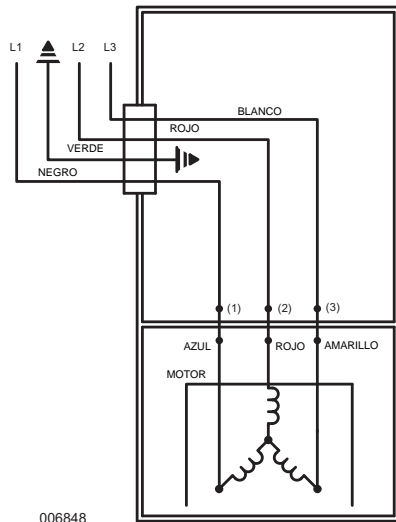 L1 L2 L3
BLANCO
ROJO
VERDE
NEGRO
(1) (2) (3)
AZUL ROJO AMARILLO
MOTOR
006848